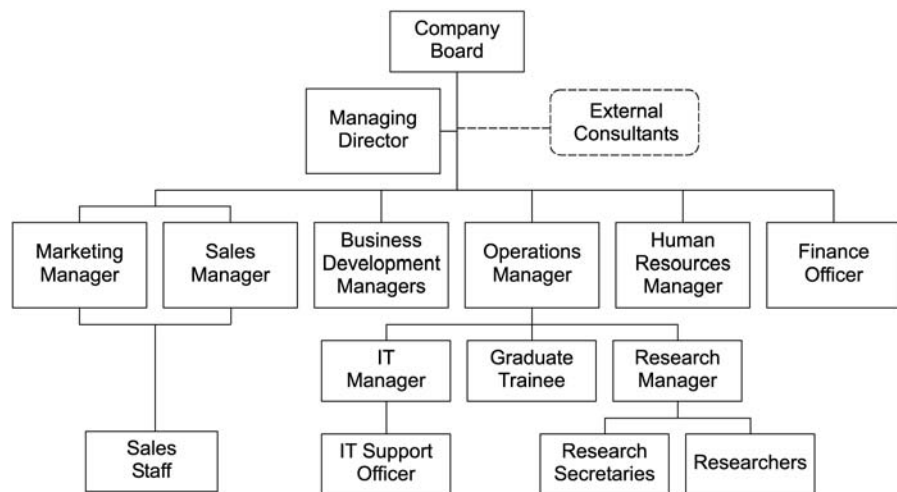 Company
Board
Managing
Director
External
Consultants
Marketing
Manager
Sales
Manager
Business
Development
Managers
Operations
Manager
Human
Resources
Manager
Finance
Officer
IT
Manager
Graduate
Trainee
Research
Manager
Sales
Staff
IT Support
Officer
Research
Secretaries
Researchers